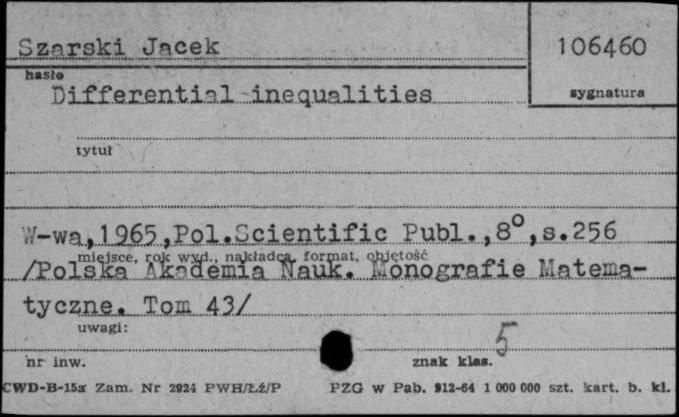 Szarski Jacek
106460
hasło
Differential inequalities
sygnatura
tytuł
W-wa,1965,Pol.Scientific Publ.,8°,s.256
miejsce, rok wyd., nakładca, format, objętość
/Polska Akademia Nauk. Monografie Matema-
tyczne. Tom 43/
uwagi:
5
nr inw.
znak klas.
CWD-B-15a Zam. Nr 2924 PWH/Łź/P
PZG w Pab. 912-64 1 000 000 szt. kart. b. kl.